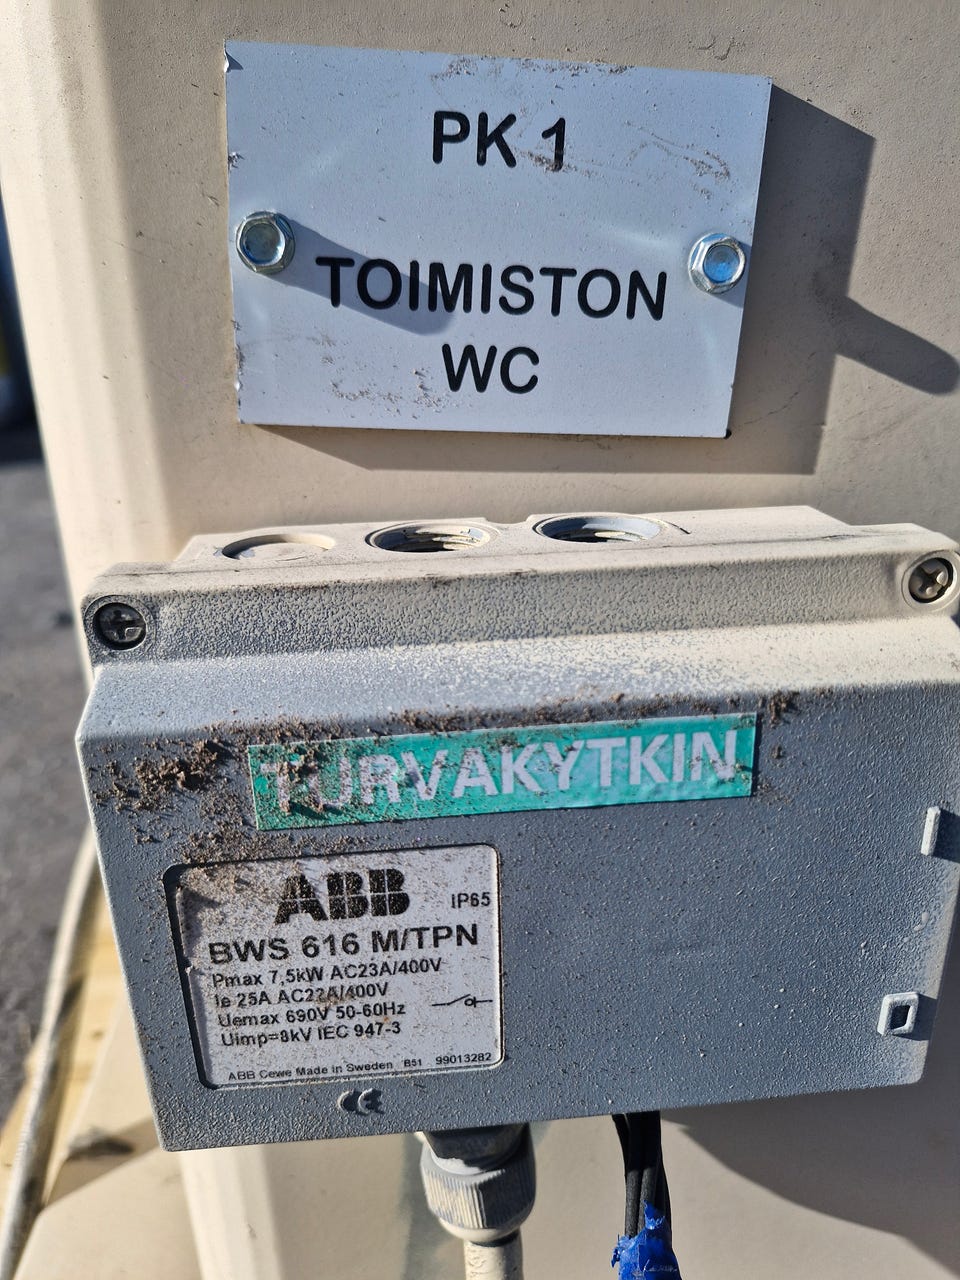 PK 1
TOIMISTON
WC
TURVAKYTKIN
ABB
IP65
BWS 616 M/TPN
Pmax 7,5kW AC23A/400V
Ie 25A AC22A/400V
Uemax 690V 50-60Hz
Uimp=8kV IEC 947-3
ABB Cewe Made in Sweden B51 99013282
CE